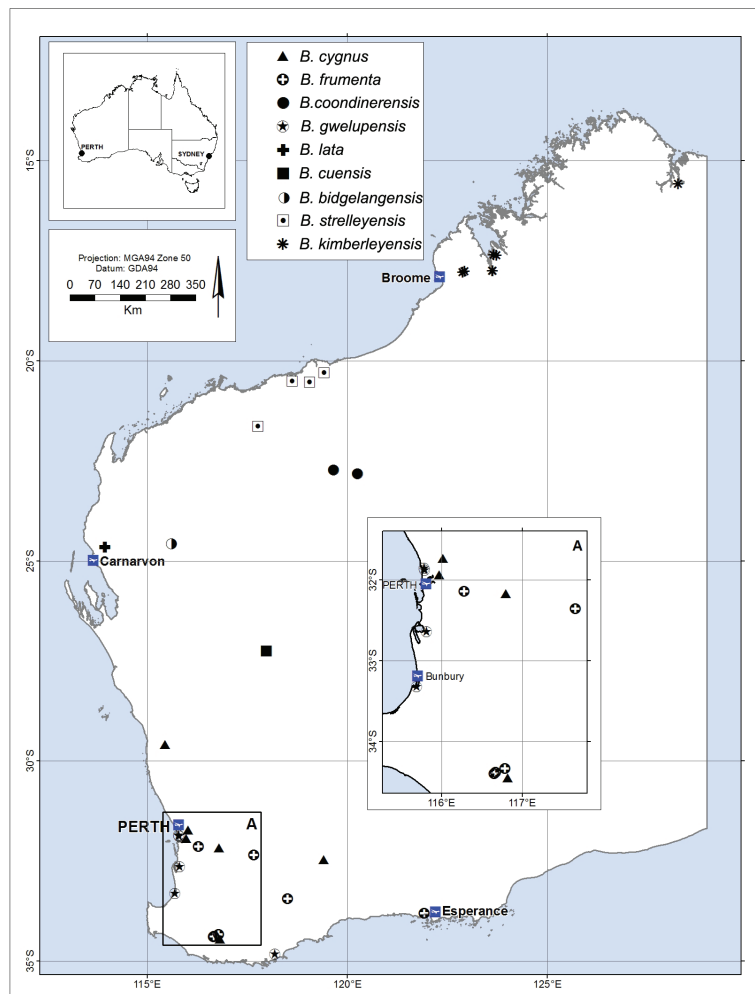 PERTH
SYDNEY
B. cygnus
B. frumenta
B.coondinerensis
B. gwelupensis
B. lata
B. cuensis
B. bidgelangensis
B. strelleyensis
B. kimberleyensis
Projection: MGA94 Zone 50
Datum: GDA94
0 70 140 210 280 350
Km
15°S
Broome
20°S
Carnarvon
25°S
A
32°S
PERTH
33°S
Bunbury
34°S
116°E 117°E
30°S
PERTH
A
Esperance
35°S
115°E 120°E 125°E